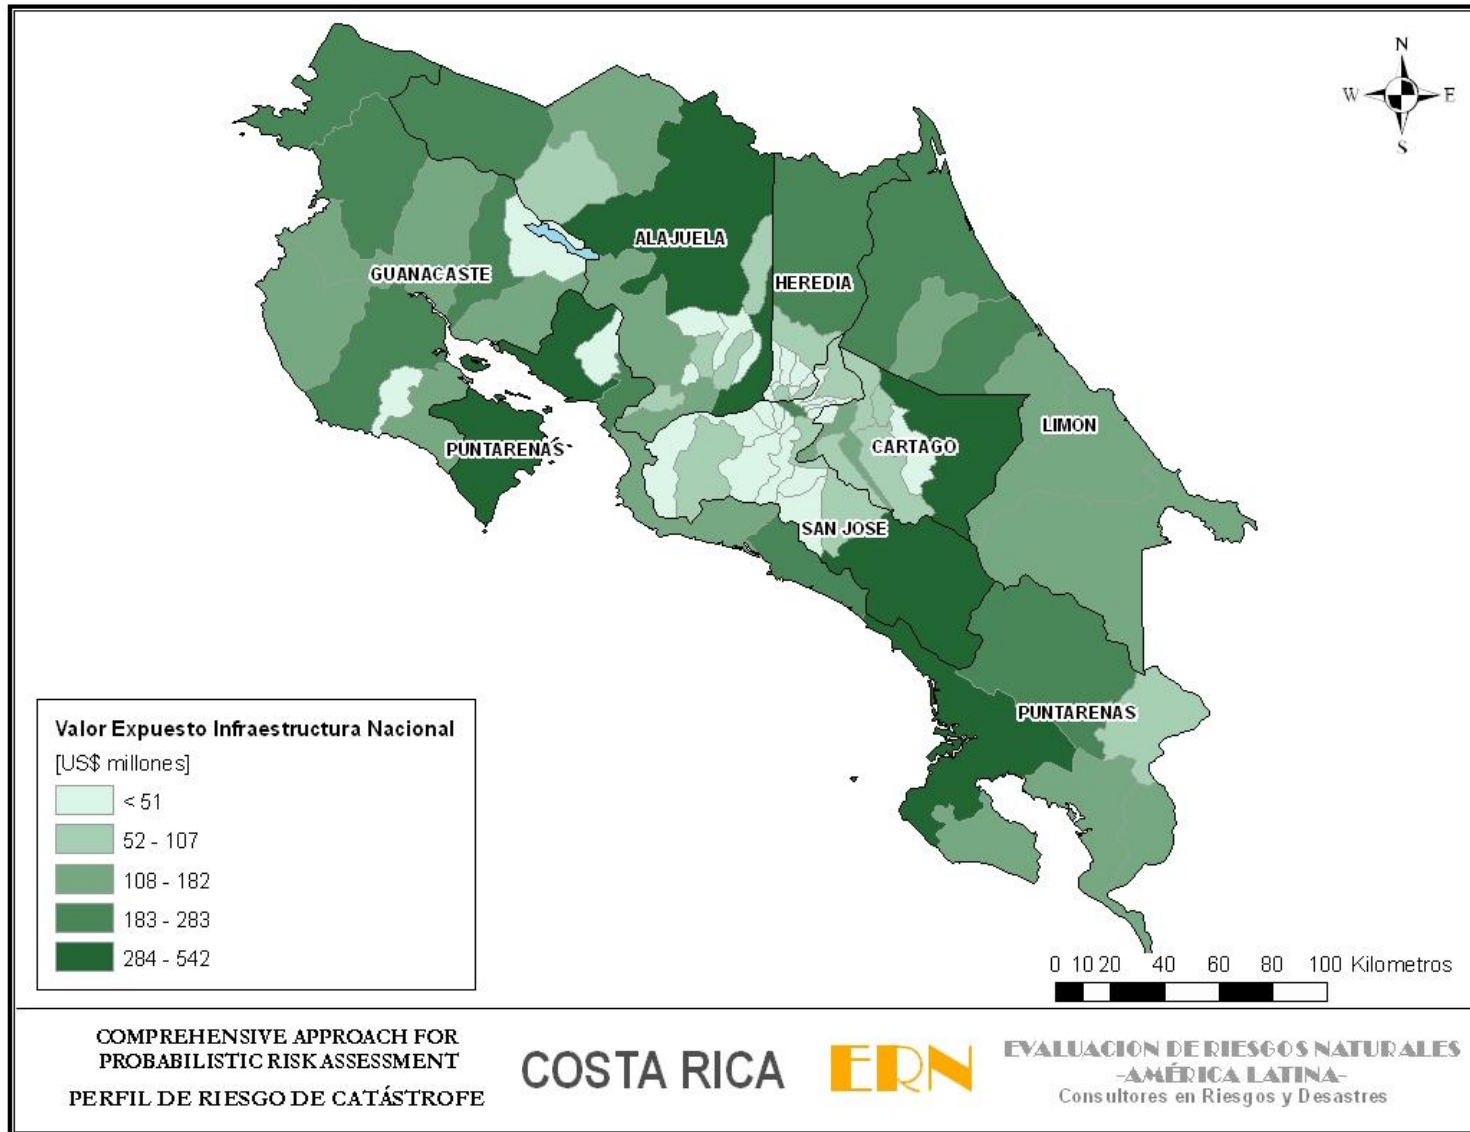 N
W E
S
ALAJUELA
GUANACASTE
HEREDIA
LIMON
PUNTARENAS
CARTAGO
SAN JOSE
PUNTARENAS
Valor Expuesto Infraestructura Nacional
[US$ millones]
< 51
52 - 107
108 - 182
183 - 283
284 - 542
0 10 20 40 60 80 100 Kilometros
COMPREHENSIVE APPROACH FOR
PROBABILISTIC RISK ASSESSMENT
PERFIL DE RIESGO DE CATÁSTROFE
COSTA RICA
ERN
EVALUACION DE RIESGOS NATURALES
-AMÉRICA LATINA-
Consultores en Riesgos y Desastres